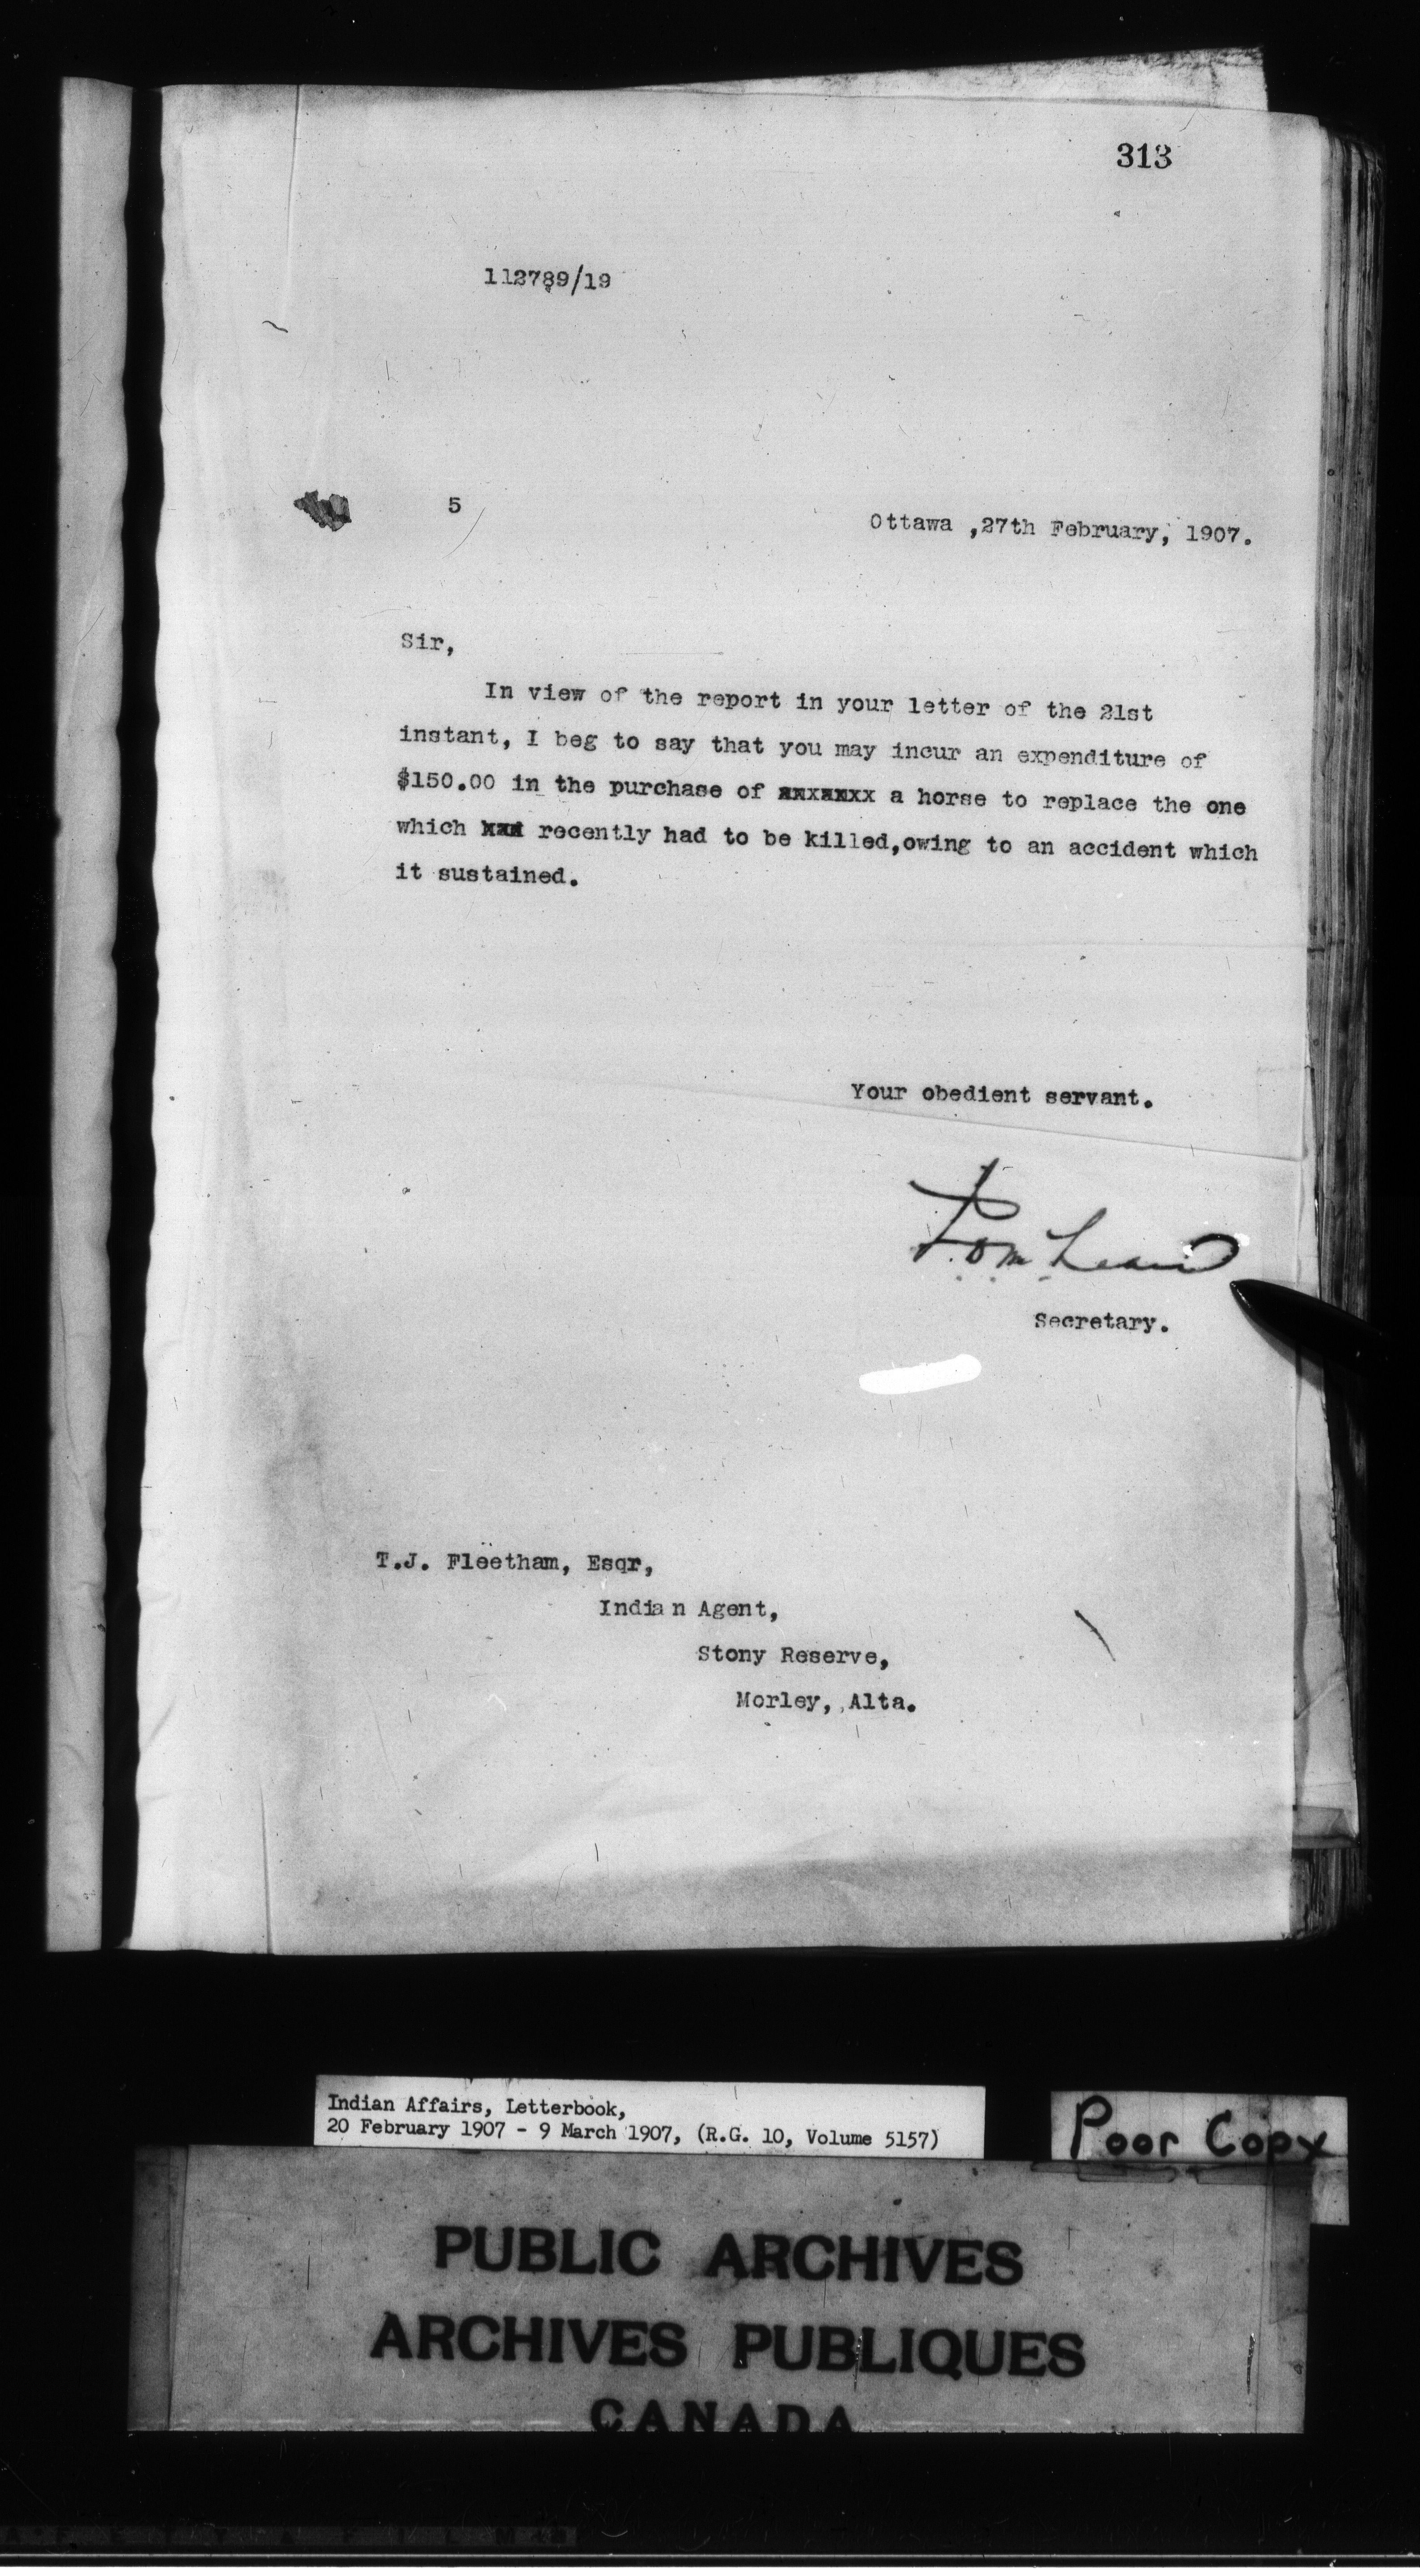 313
112789/19
5
Ottawa ,27th February, 1907.
Sir,
In view of the report in your letter of the 21st
instant, I beg to say that you may incur an expenditure of
$150.00 in the purchase of xxxxxxx a horse to replace the one
which xxx recently had to be killed,owing to an accident which
it sustained.
Your obedient servant.
Secretary.
T.J. Fleetham, Esqr,
Indian Agent,
Stony Reserve,
Morley, Alta.
Indian Affairs, Letterbook,
20 February 1907 - 9 March 1907, (R.G. 10, Volume 5157)
Poor Copy
PUBLIC ARCHIVES
ARCHIVES PUBLIQUES
CANADA